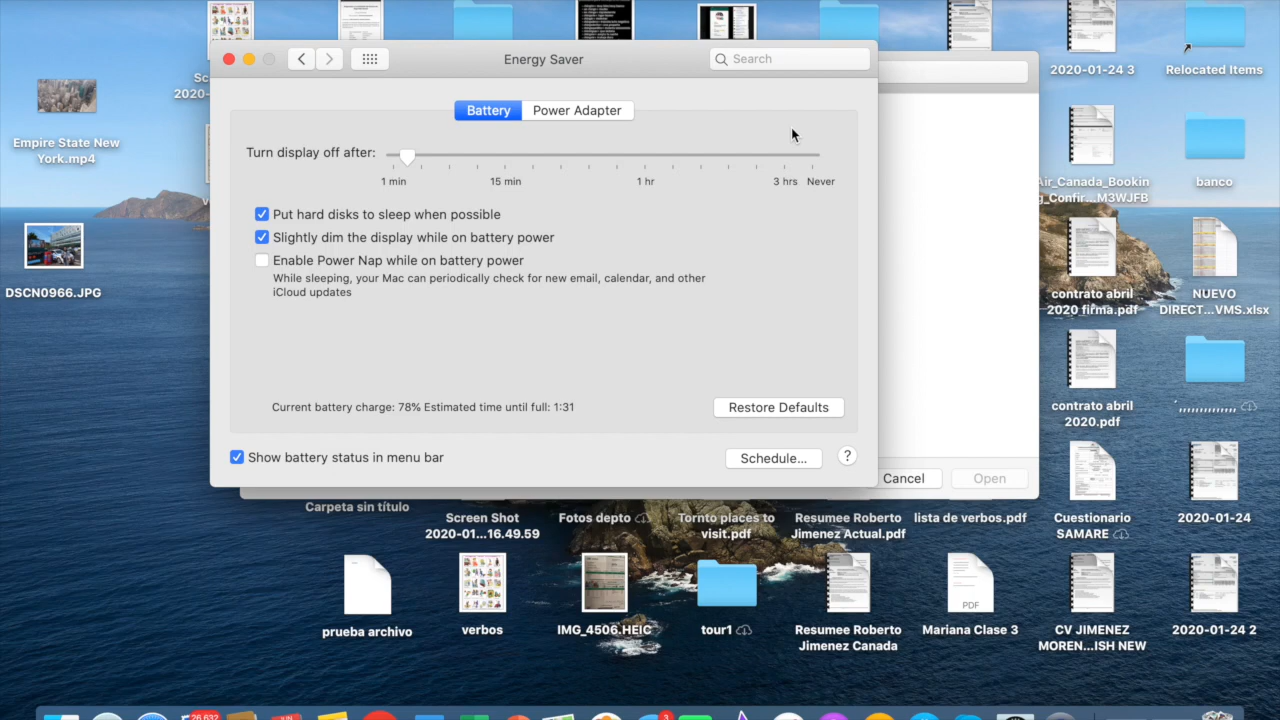 Energy Saver
Search
Battery
Power Adapter
Turn display off after:
1 min
15 min
1 hr
3 hrs
Never
Put hard disks to sleep when possible
Slightly dim the display while on battery power
Enable Power Nap while on battery power
While sleeping, your Mac can periodically check for new email, calendar, and other
iCloud updates
Current battery charge: 78% Estimated time until full: 1:31
Restore Defaults
Show battery status in menu bar
Schedule...
?
Cancel
Open
Empire State New
York.mp4
DSCN0966.JPG
2020-01-24 3
Relocated Items
banco
contrato abril
2020 firma.pdf
NUEVO
DIRECT...VMS.xlsx
contrato abril
2020.pdf
Carpeta sin título
Screen Shot
2020-01...16.49.59
Fotos depto
Tornto places to
visit.pdf
Resumee Roberto
Jimenez Actual.pdf
lista de verbos.pdf
Cuestionario
SAMARE
2020-01-24
prueba archivo
verbos
IMG_4506.HEIC
tour1
Resumee Roberto
Jimenez Canada
PDF
Mariana Clase 3
CV JIMENEZ
MOREN...ISH NEW
2020-01-24 2
26,632
JUN
3